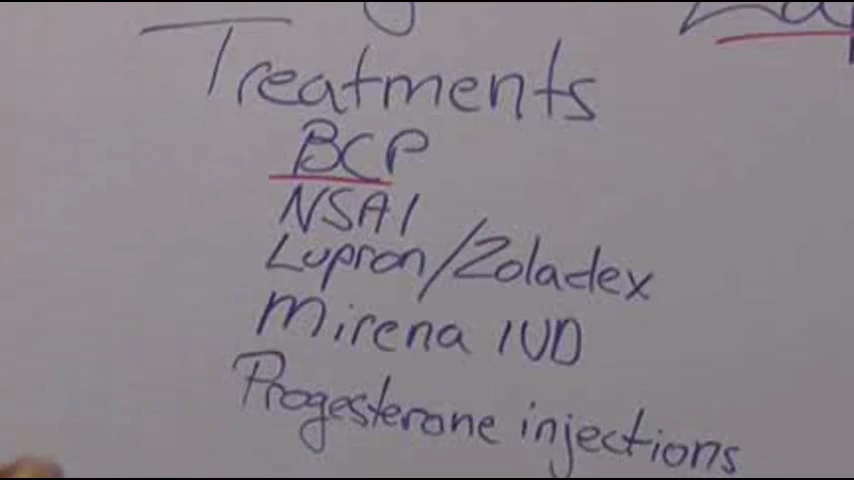 Treatments
BCP
NSAI
Lupron/Zoladex
Mirena IUD
Progesterone injections